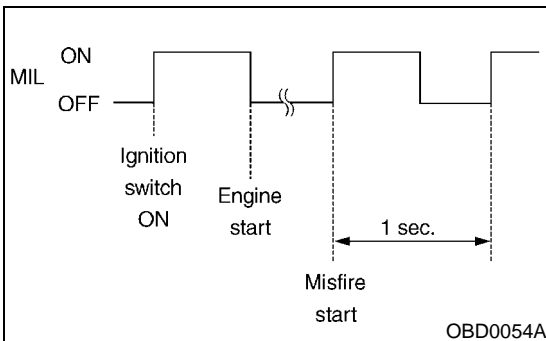 ON
MIL
OFF
Ignition
switch
ON
Engine
start
1 sec.
Misfire
start
OBD0054A